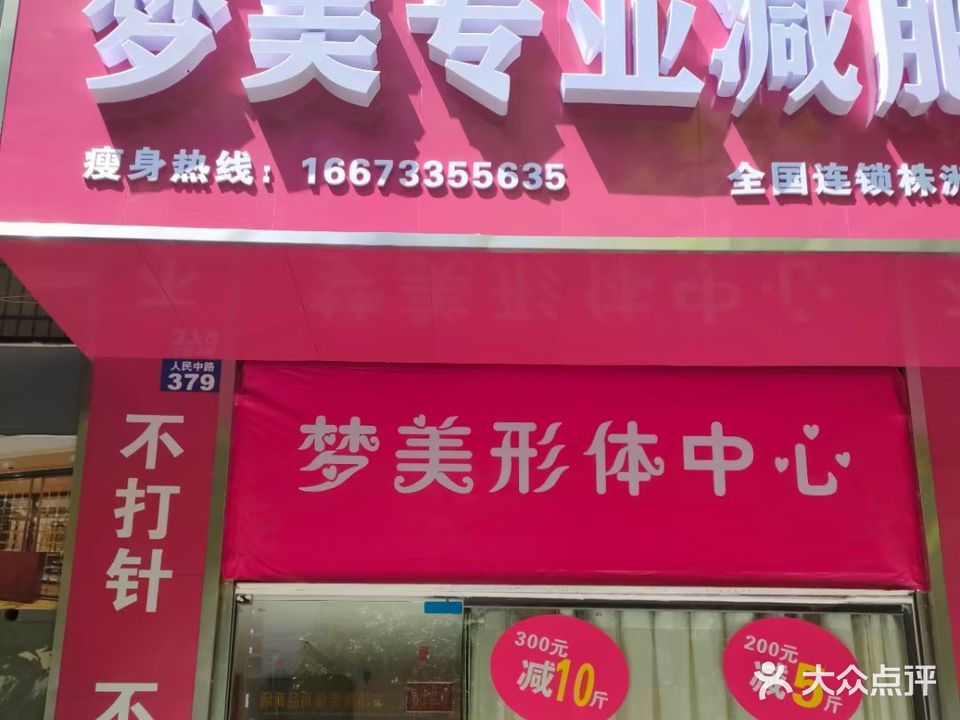 梦美专业减肥
瘦身热线：16673355635
全国连锁株洲
人民中路
379
梦美形体中心
不打针
不
300元
减10斤
200元
减5斤
大众点评